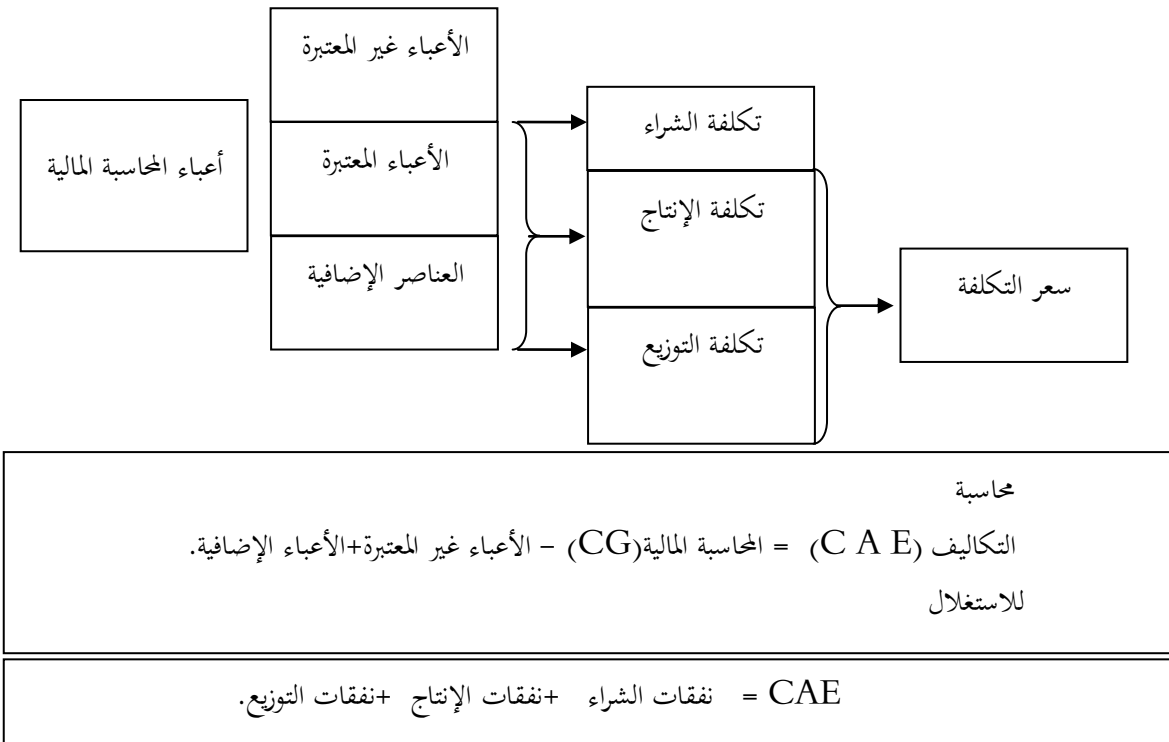 أعباء المحاسبة المالية
الأعباء غير المعتبرة
الأعباء المعتبرة
العناصر الإضافية
تكلفة الشراء
تكلفة الإنتاج
تكلفة التوزيع
سعر التكلفة
محاسبة
التكاليف (C A E) = المحاسبة المالية(CG) – الأعباء غير المعتبرة+الأعباء الإضافية.
للاستغلال
CAE = نفقات الشراء +نفقات الإنتاج +نفقات التوزيع.